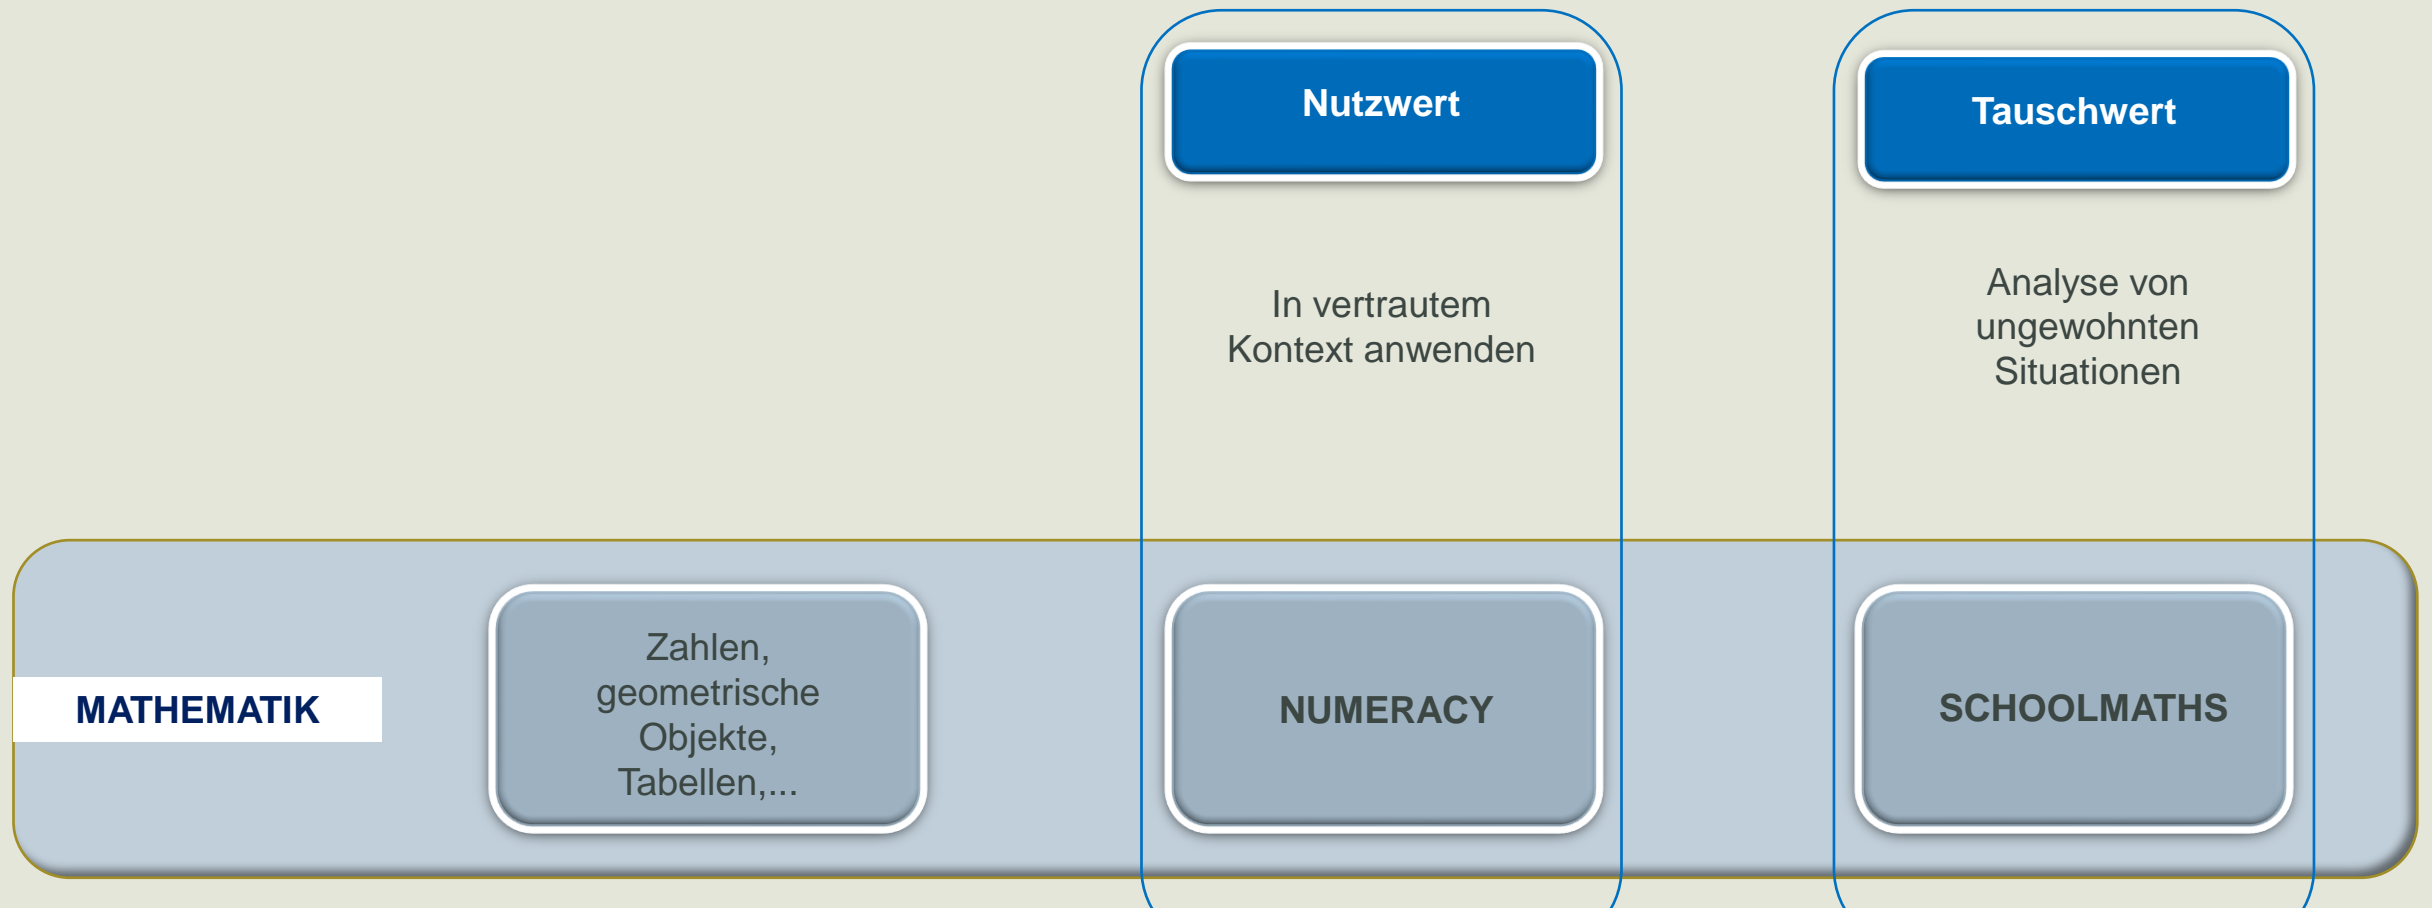 Nutzwert
Tauschwert
In vertrautem
Kontext anwenden
Analyse von
ungewohnten
Situationen
MATHEMATIK
Zahlen,
geometrische
Objekte,
Tabellen,...
NUMERACY
SCHOOLMATHS